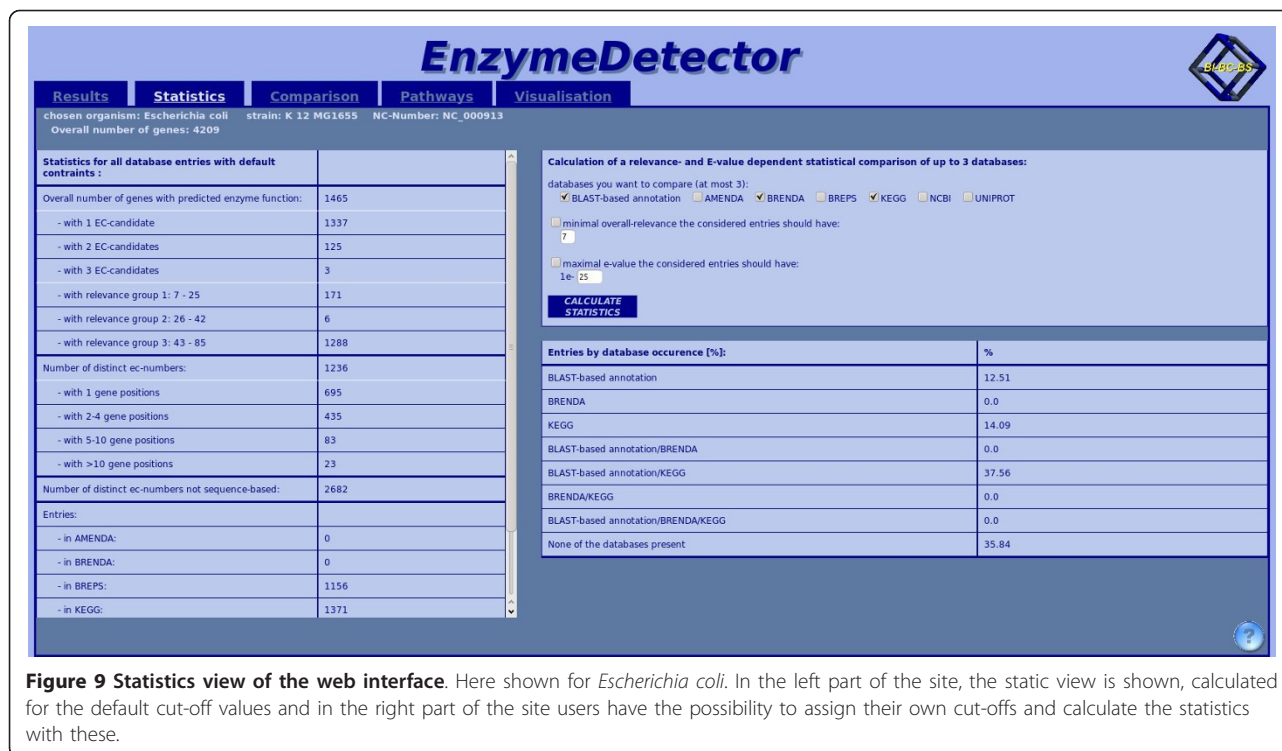 EnzymeDetector
BI-BC-BS
Results Statistics Comparison Pathways Visualisation
chosen organism: Escherichia coli strain: K 12 MG1655 NC-Number: NC_000913
Overall number of genes: 4209
Statistics for all database entries with default
contraints :
Overall number of genes with predicted enzyme function: 1465
- with 1 EC-candidate 1337
- with 2 EC-candidates 125
- with 3 EC-candidates 3
- with relevance group 1: 7 - 25 171
- with relevance group 2: 26 - 42 6
- with relevance group 3: 43 - 85 1288
Number of distinct ec-numbers: 1236
- with 1 gene positions 695
- with 2-4 gene positions 435
- with 5-10 gene positions 83
- with >10 gene positions 23
Number of distinct ec-numbers not sequence-based: 2682
Entries:
- in AMENDA: 0
- in BRENDA: 0
- in BREPS: 1156
- in KEGG: 1371
Calculation of a relevance- and E-value dependent statistical comparison of up to 3 databases:
databases you want to compare (at most 3):
BLAST-based annotation AMENDA BRENDA BREPS KEGG NCBI UNIPROT
minimal overall-relevance the considered entries should have:
7
maximal e-value the considered entries should have:
1e- 25
CALCULATE
STATISTICS
Entries by database occurence [%]: %
BLAST-based annotation 12.51
BRENDA 0.0
KEGG 14.09
BLAST-based annotation/BRENDA 0.0
BLAST-based annotation/KEGG 37.56
BRENDA/KEGG 0.0
BLAST-based annotation/BRENDA/KEGG 0.0
None of the databases present 35.84
?
Figure 9 Statistics view of the web interface. Here shown for Escherichia coli. In the left part of the site, the static view is shown, calculated
for the default cut-off values and in the right part of the site users have the possibility to assign their own cut-offs and calculate the statistics
with these.